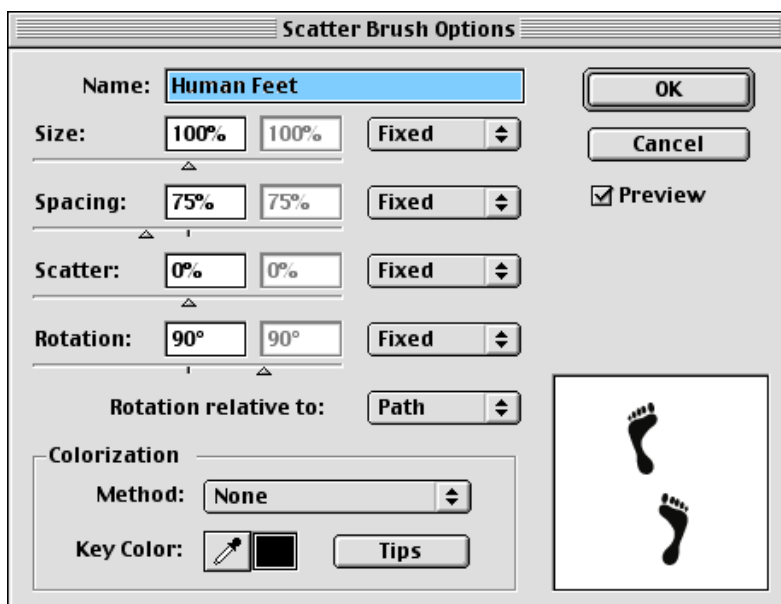 Scatter Brush Options
Name: Human Feet
OK
Size: 100% 100% Fixed
Cancel
Spacing: 75% 75% Fixed
Preview
Scatter: 0% 0% Fixed
Rotation: 90° 90° Fixed
Rotation relative to: Path
Colorization
Method: None
Key Color: Tips